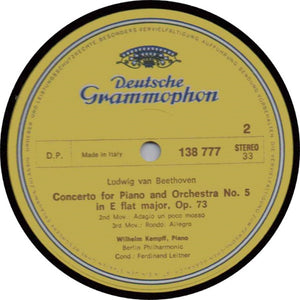 Deutsche
Grammophon
2
D.P.
Made in Italy
138 777
STEREO
33
Ludwig van Beethoven
Concerto for Piano and Orchestra No. 5
in E flat major, Op. 73
2nd Mov.: Adagio un poco mosso
3rd Mov.: Rondo: Allegro
Wilhelm Kempff, Piano
Berlin Philharmonic
Cond.: Ferdinand Leitner